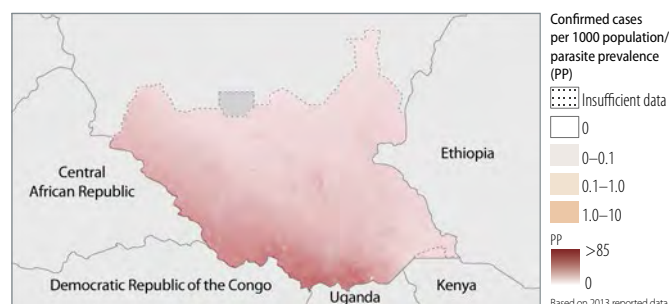 Confirmed cases
per 1000 population/
parasite prevalence
(PP)
Insufficient data
0
0–0.1
0.1–1.0
1.0–10
PP
>85
0
Based on 2013 reported data
Central
African Republic
Ethiopia
Democratic Republic of the Congo
Uganda
Kenya